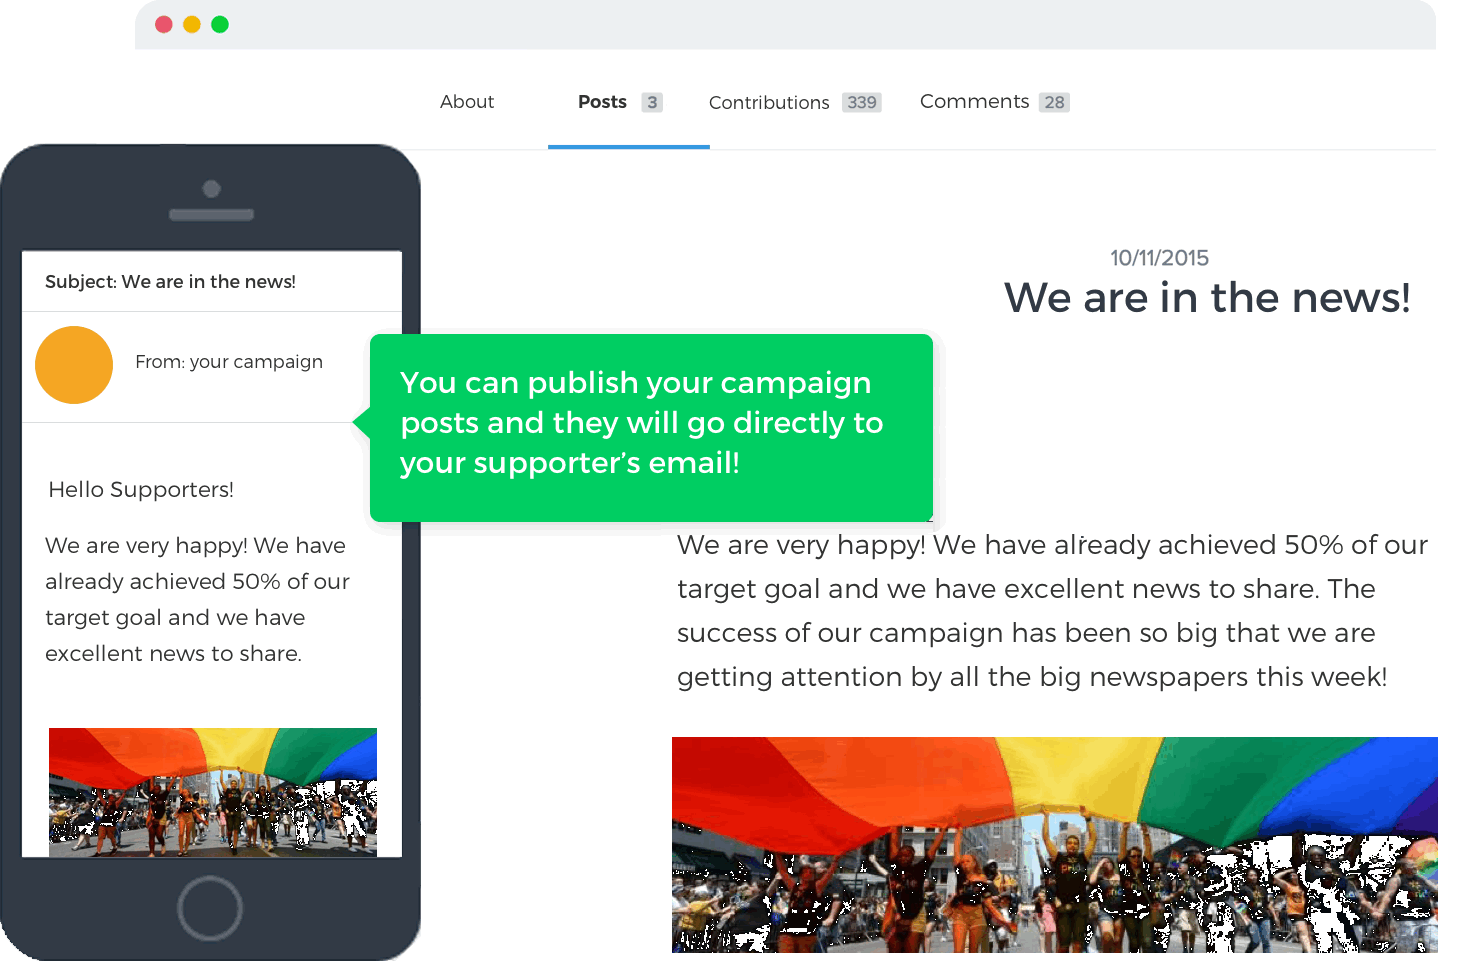 About Posts 3 Contributions 339 Comments 28
Subject: We are in the news!
From: your campaign
Hello Supporters!
We are very happy! We have
already achieved 50% of our
target goal and we have
excellent news to share.
You can publish your campaign
posts and they will go directly to
your supporter’s email!
10/11/2015
We are in the news!
We are very happy! We have already achieved 50% of our
target goal and we have excellent news to share. The
success of our campaign has been so big that we are
getting attention by all the big newspapers this week!